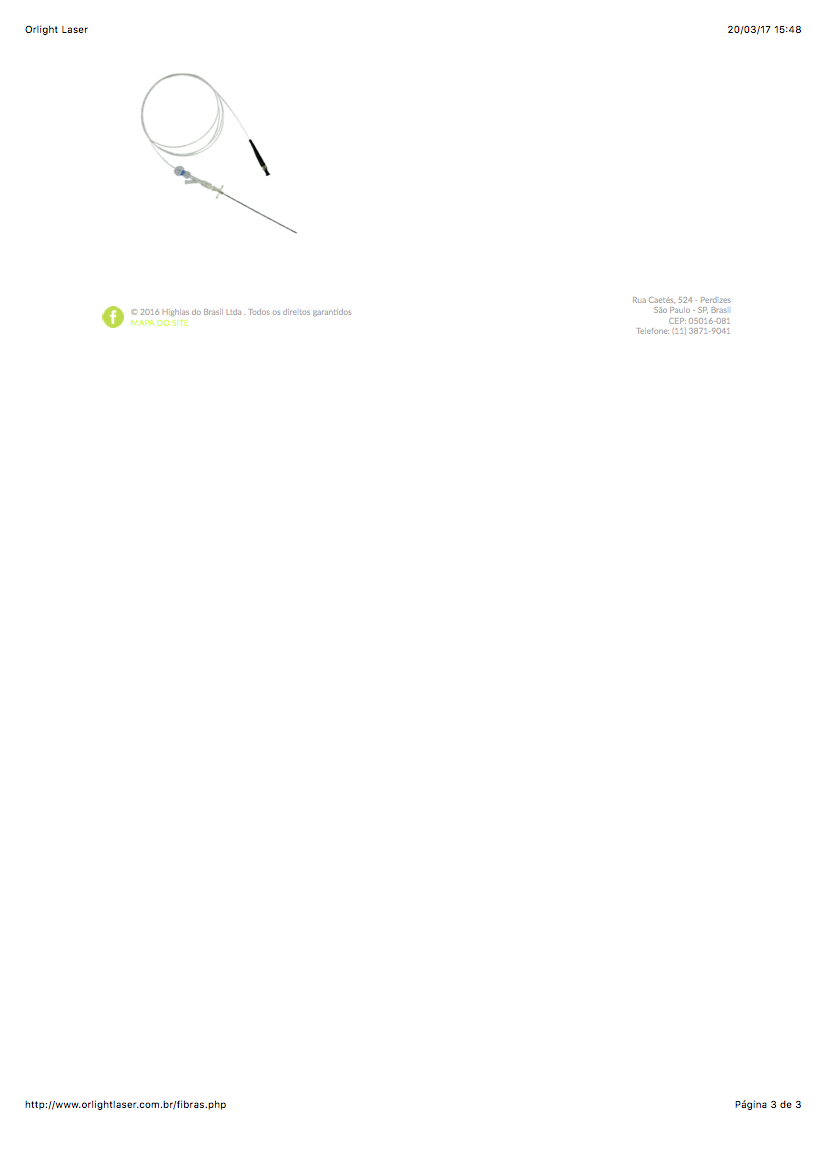 Orlight Laser
20/03/17 15:48
© 2016 Highlas do Brasil Ltda . Todos os direitos garantidos
MAPA DO SITE
Rua Caetés, 524 - Perdizes
São Paulo - SP, Brasil
CEP: 05016-081
Telefone: (11) 3871-9041
http://www.orlightlaser.com.br/fibras.php
Página 3 de 3